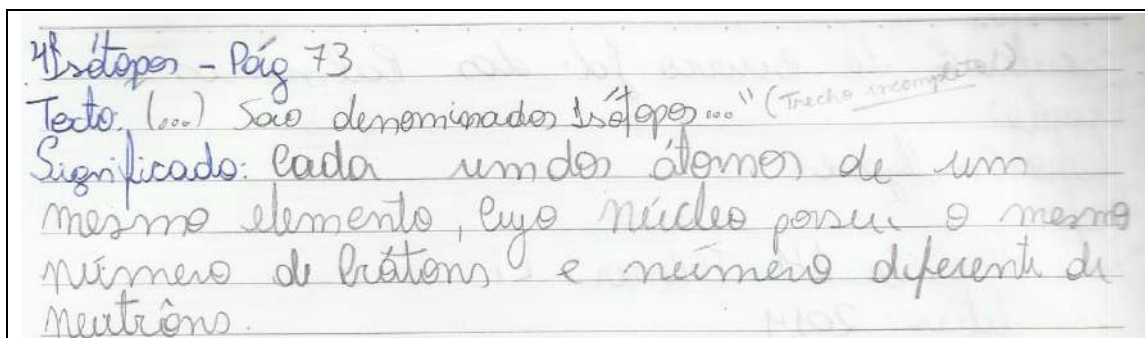 4º Isótopos - Pág 73
Texto: (...) São denominados Isótopos..." (Trecho incompleto)
Significado: Cada um dos átomos de um
mesmo elemento, cujo núcleo possui o mesmo
número de Prótons e número diferente de
neutrôns.